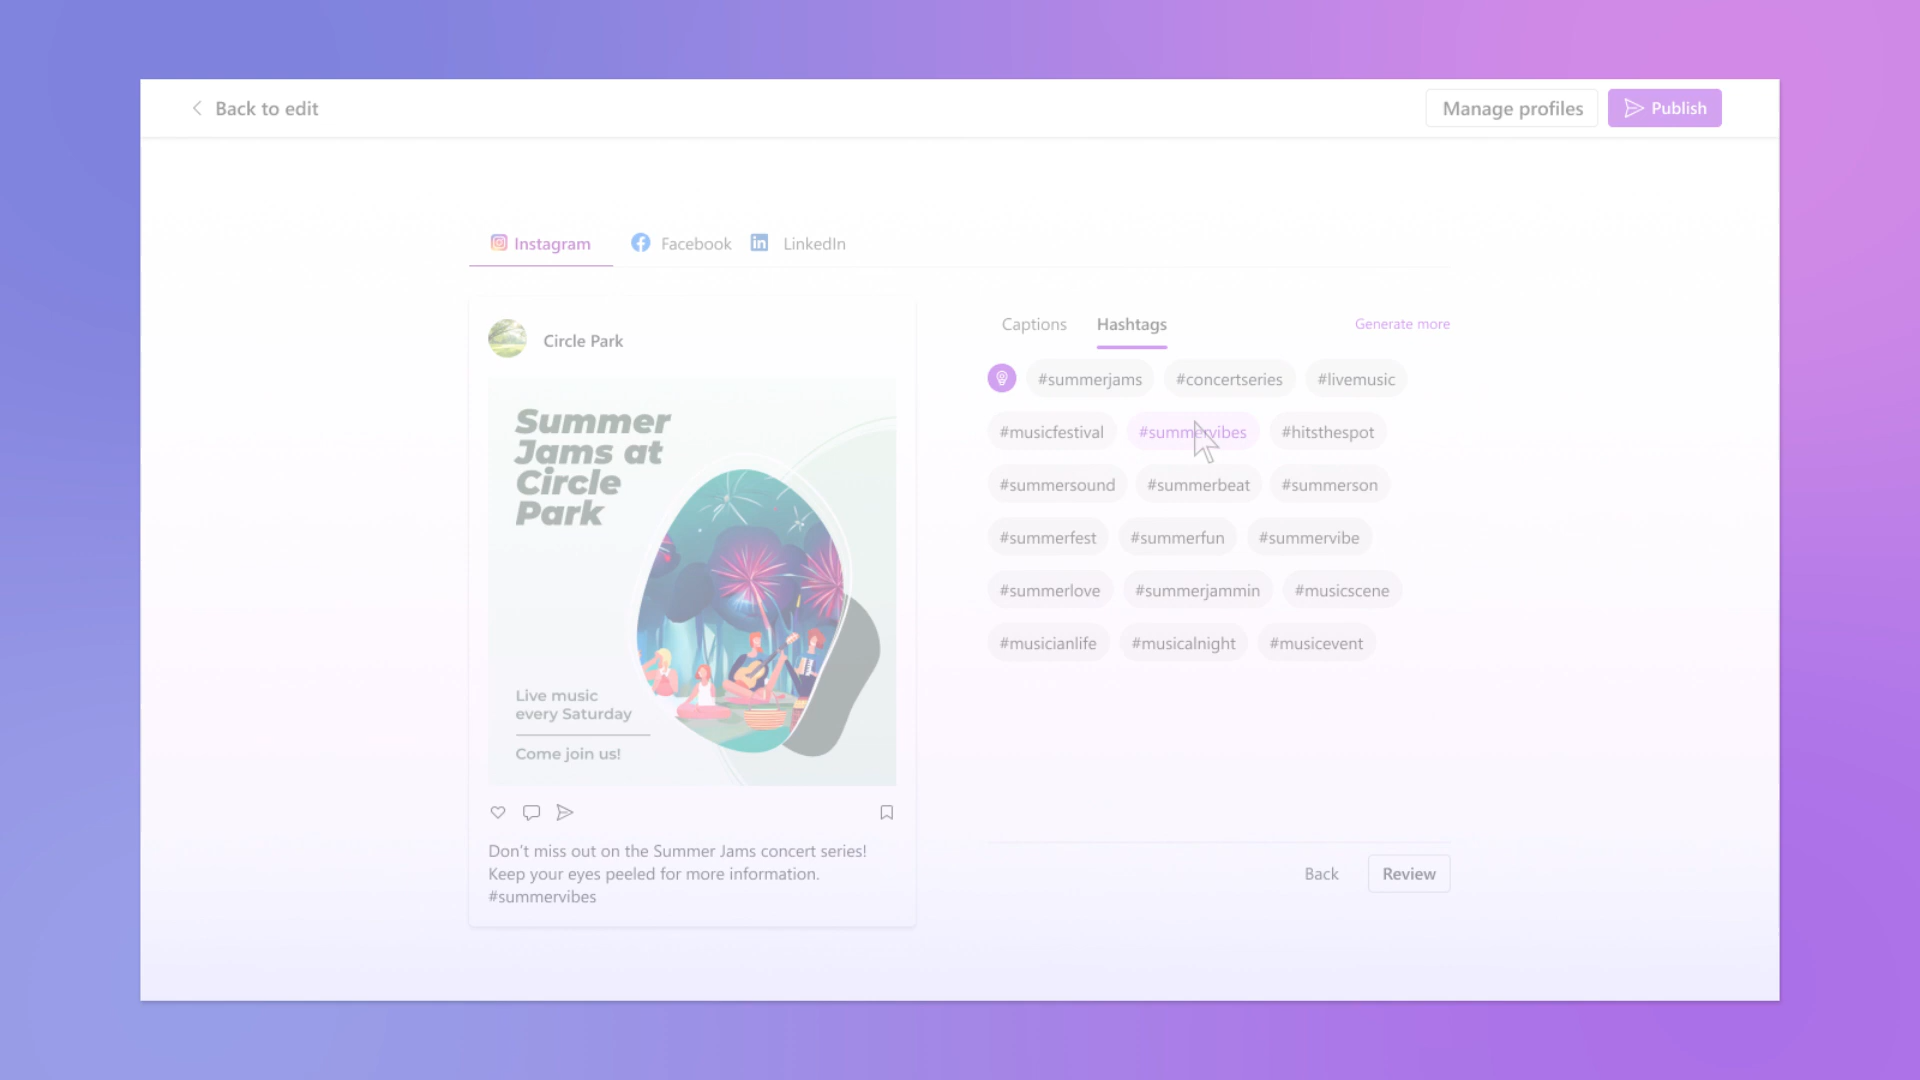 Back to edit
Manage profiles
Publish
Instagram
Facebook
LinkedIn
Circle Park
Summer
Jams at
Circle
Park
Live music
every Saturday
Come join us!
Don't miss out on the Summer Jams concert series!
Keep your eyes peeled for more information.
#summervibes
Captions
Hashtags
Generate more
#summerjams #concertseries #livemusic
#musicfestival #summervibes #hitsthespot
#summersound #summerbeat #summerson
#summerfest #summerfun #summervibe
#summerlove #summerjammin #musicscene
#musicianlife #musicalnight #musicevent
Back
Review